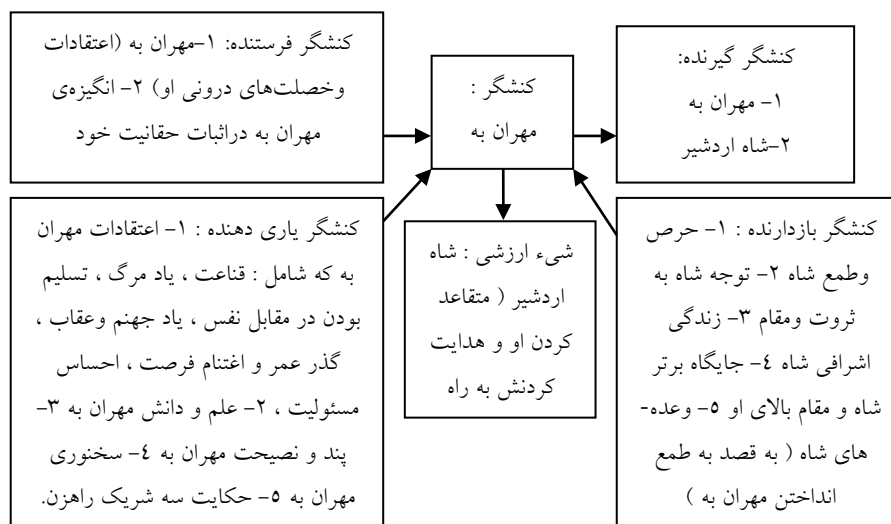 کنشگر گیرنده:
۱- مهران به
۲-شاه اردشیر
کنشگر :
مهران به
کنشگر فرستنده: ۱-مهران به (اعتقادات
وخصلت‌های درونی او) ۲- انگیزه‌ی
مهران به دراثبات حقانیت خود
کنشگر بازدارنده : ۱- حرص
وطمع شاه ۲- توجه شاه به
ثروت ومقام ۳- زندگی
اشرافی شاه ٤- جایگاه برتر
شاه و مقام بالای او ٥- وعده-
های شاه ( به قصد به طمع
انداختن مهران به )
شیء ارزشی : شاه
اردشیر ( متقاعد
کردن او و هدایت
کردنش به راه
کنشگر یاری دهنده : ۱- اعتقادات مهران
به که شامل : قناعت ، یاد مرگ ، تسلیم
بودن در مقابل نفس ، یاد جهنم وعقاب ،
گذر عمر و اغتنام فرصت ، احساس
مسئولیت ، ۲- علم و دانش مهران به ۳-
پند و نصیحت مهران به ٤- سخنوری
مهران به ٥- حکایت سه شریک راهزن.